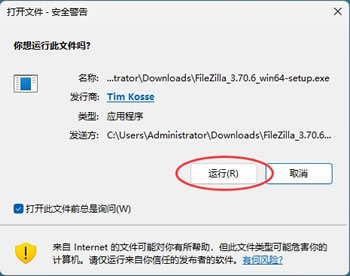 打开文件 - 安全警告
你想运行此文件吗?
名称: ...trator\Downloads\FileZilla_3.70.6_win64-setup.exe
发行商: Tim Kosse
类型: 应用程序
发送方: C:\Users\Administrator\Downloads\FileZilla_3.70.6...
运行(R) 取消
打开此文件前总是询问(W)
来自 Internet 的文件可能对你有所帮助，但此文件类型可能危害你的
计算机。请仅运行来自你信任的发布者的软件。有何风险?